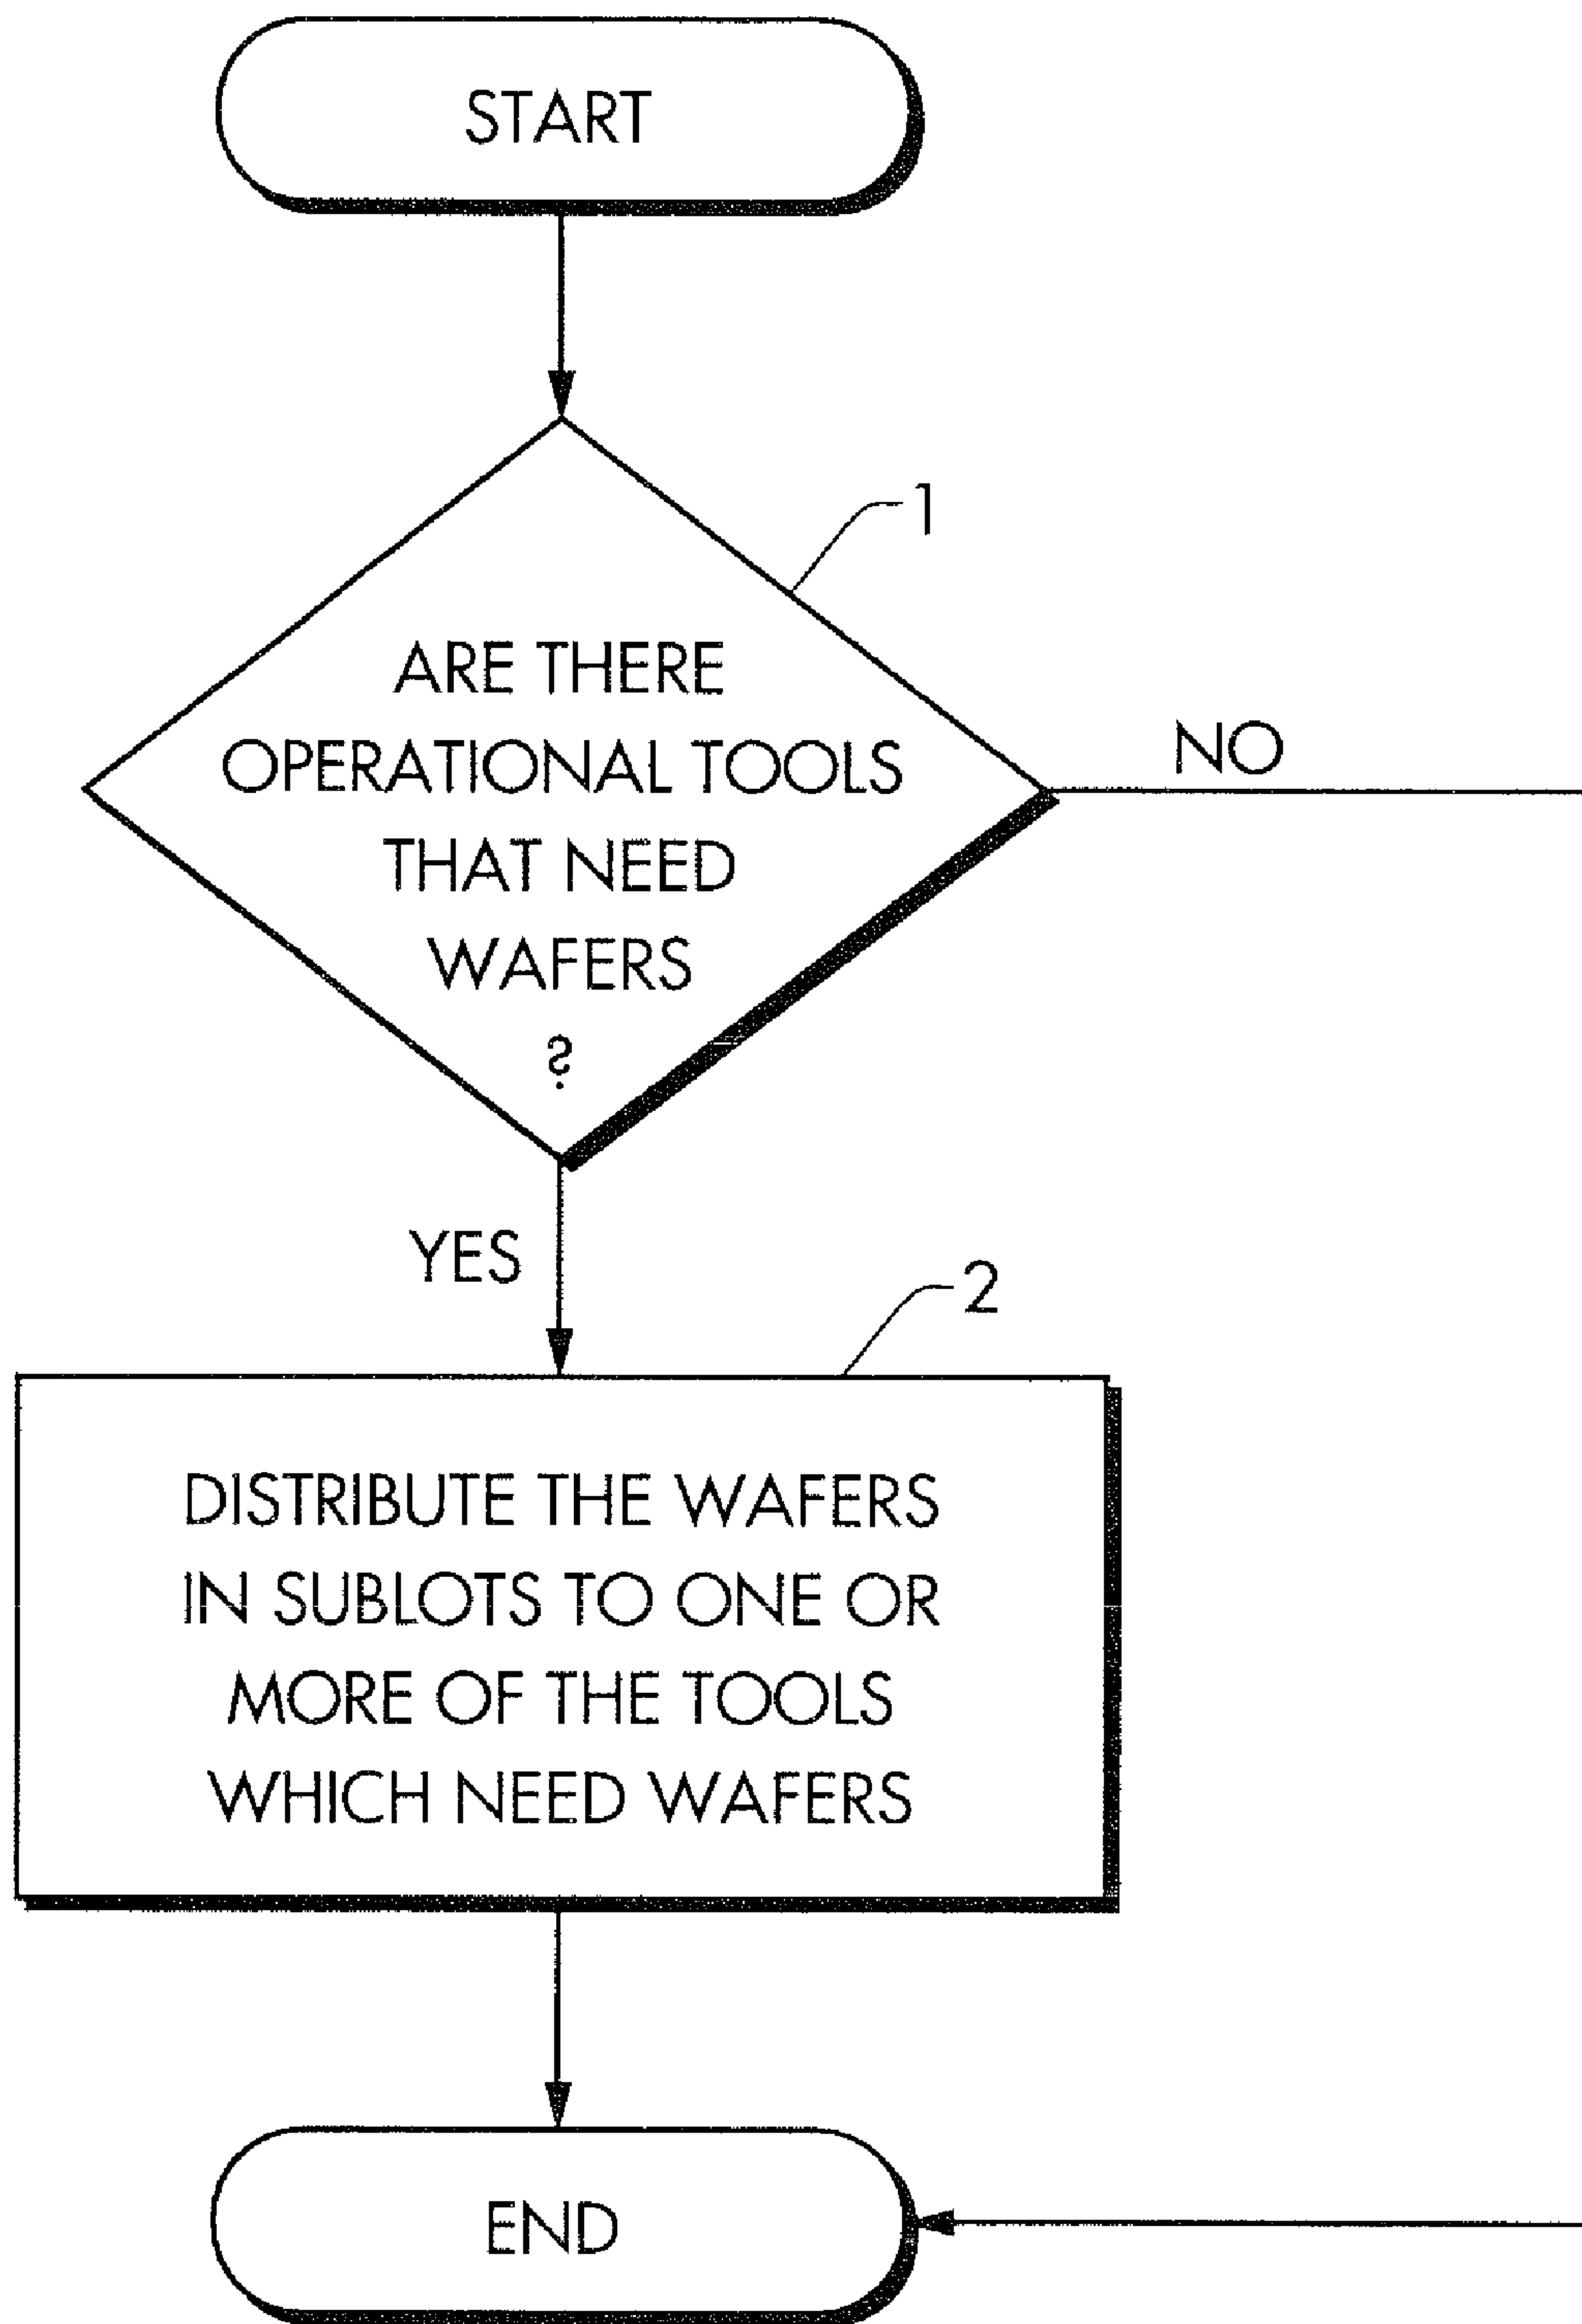 START
1
ARE THERE
OPERATIONAL TOOLS
THAT NEED
WAFERS
?
NO
YES
2
DISTRIBUTE THE WAFERS
IN SUBLOTS TO ONE OR
MORE OF THE TOOLS
WHICH NEED WAFERS
END